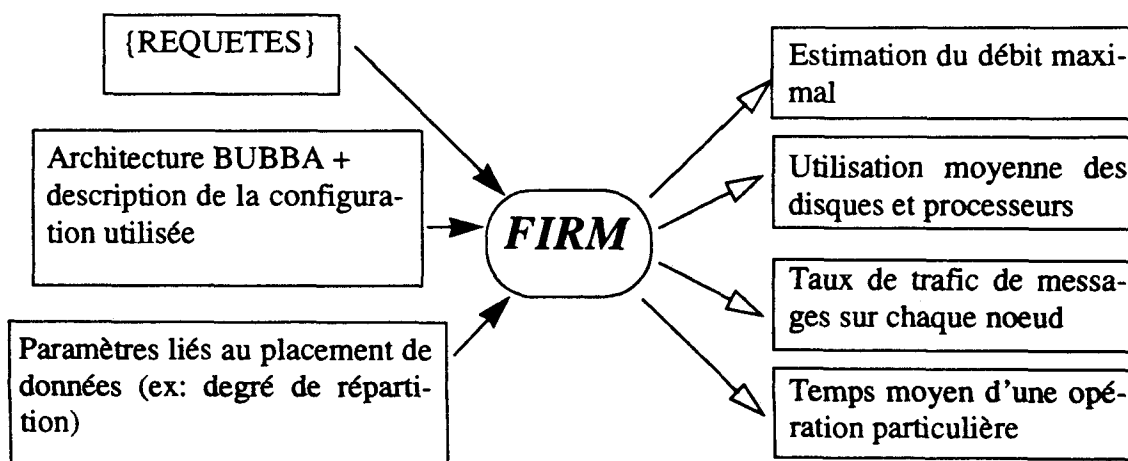 {REQUETES}
Architecture BUBBA +
description de la configura-
tion utilisée
Paramètres liés au placement de
données (ex: degré de réparti-
tion)
FIRM
Estimation du débit maxi-
mal
Utilisation moyenne des
disques et processeurs
Taux de trafic de messa-
ges sur chaque noeud
Temps moyen d'une opé-
ration particulière